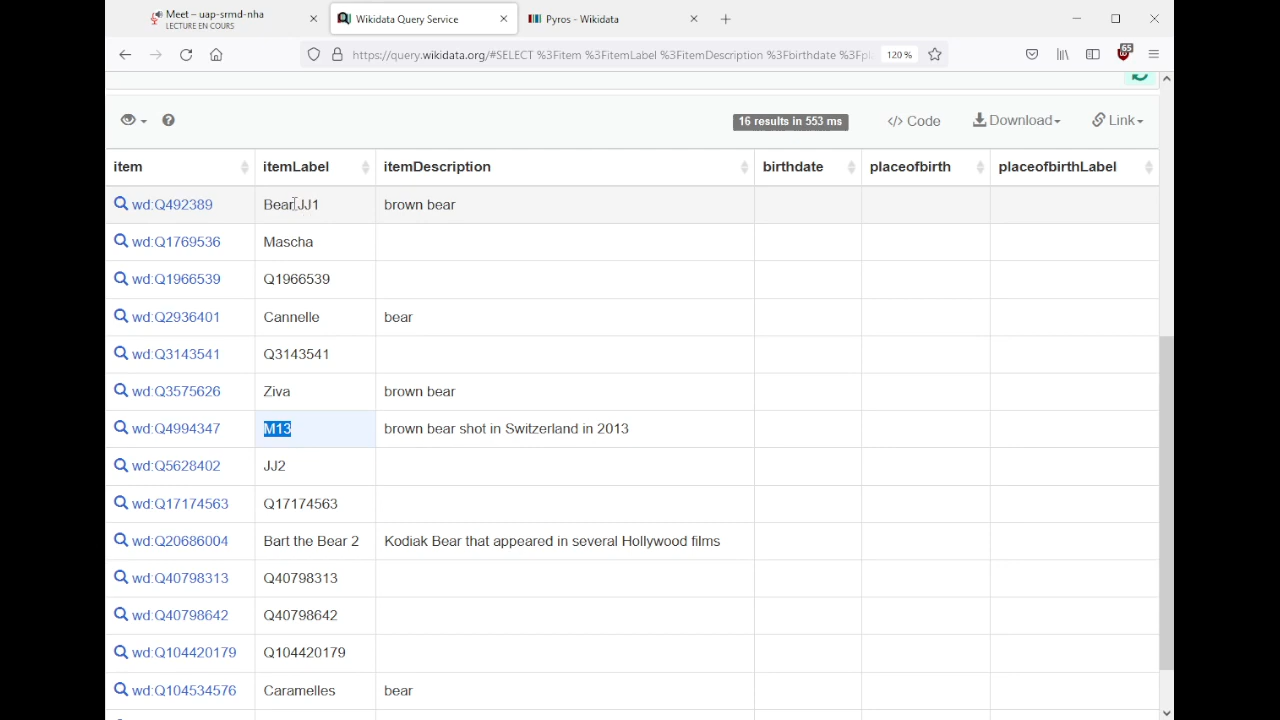 Meet – uap-srmd-nha
LECTURE EN COURS
Wikidata Query Service
Pyros - Wikidata
https://query.wikidata.org/#SELECT %3Fitem %3FitemLabel %3FitemDescription %3Fbirthdate %3Fpl
120 %
65
16 results in 553 ms
</> Code
Download
Link
item itemLabel itemDescription birthdate placeofbirth placeofbirthLabel
wd:Q492389 Bear JJ1 brown bear
wd:Q1769536 Mascha
wd:Q1966539 Q1966539
wd:Q2936401 Cannelle bear
wd:Q3143541 Q3143541
wd:Q3575626 Ziva brown bear
wd:Q4994347 M13 brown bear shot in Switzerland in 2013
wd:Q5628402 JJ2
wd:Q17174563 Q17174563
wd:Q20686004 Bart the Bear 2 Kodiak Bear that appeared in several Hollywood films
wd:Q40798313 Q40798313
wd:Q40798642 Q40798642
wd:Q104420179 Q104420179
wd:Q104534576 Caramelles bear